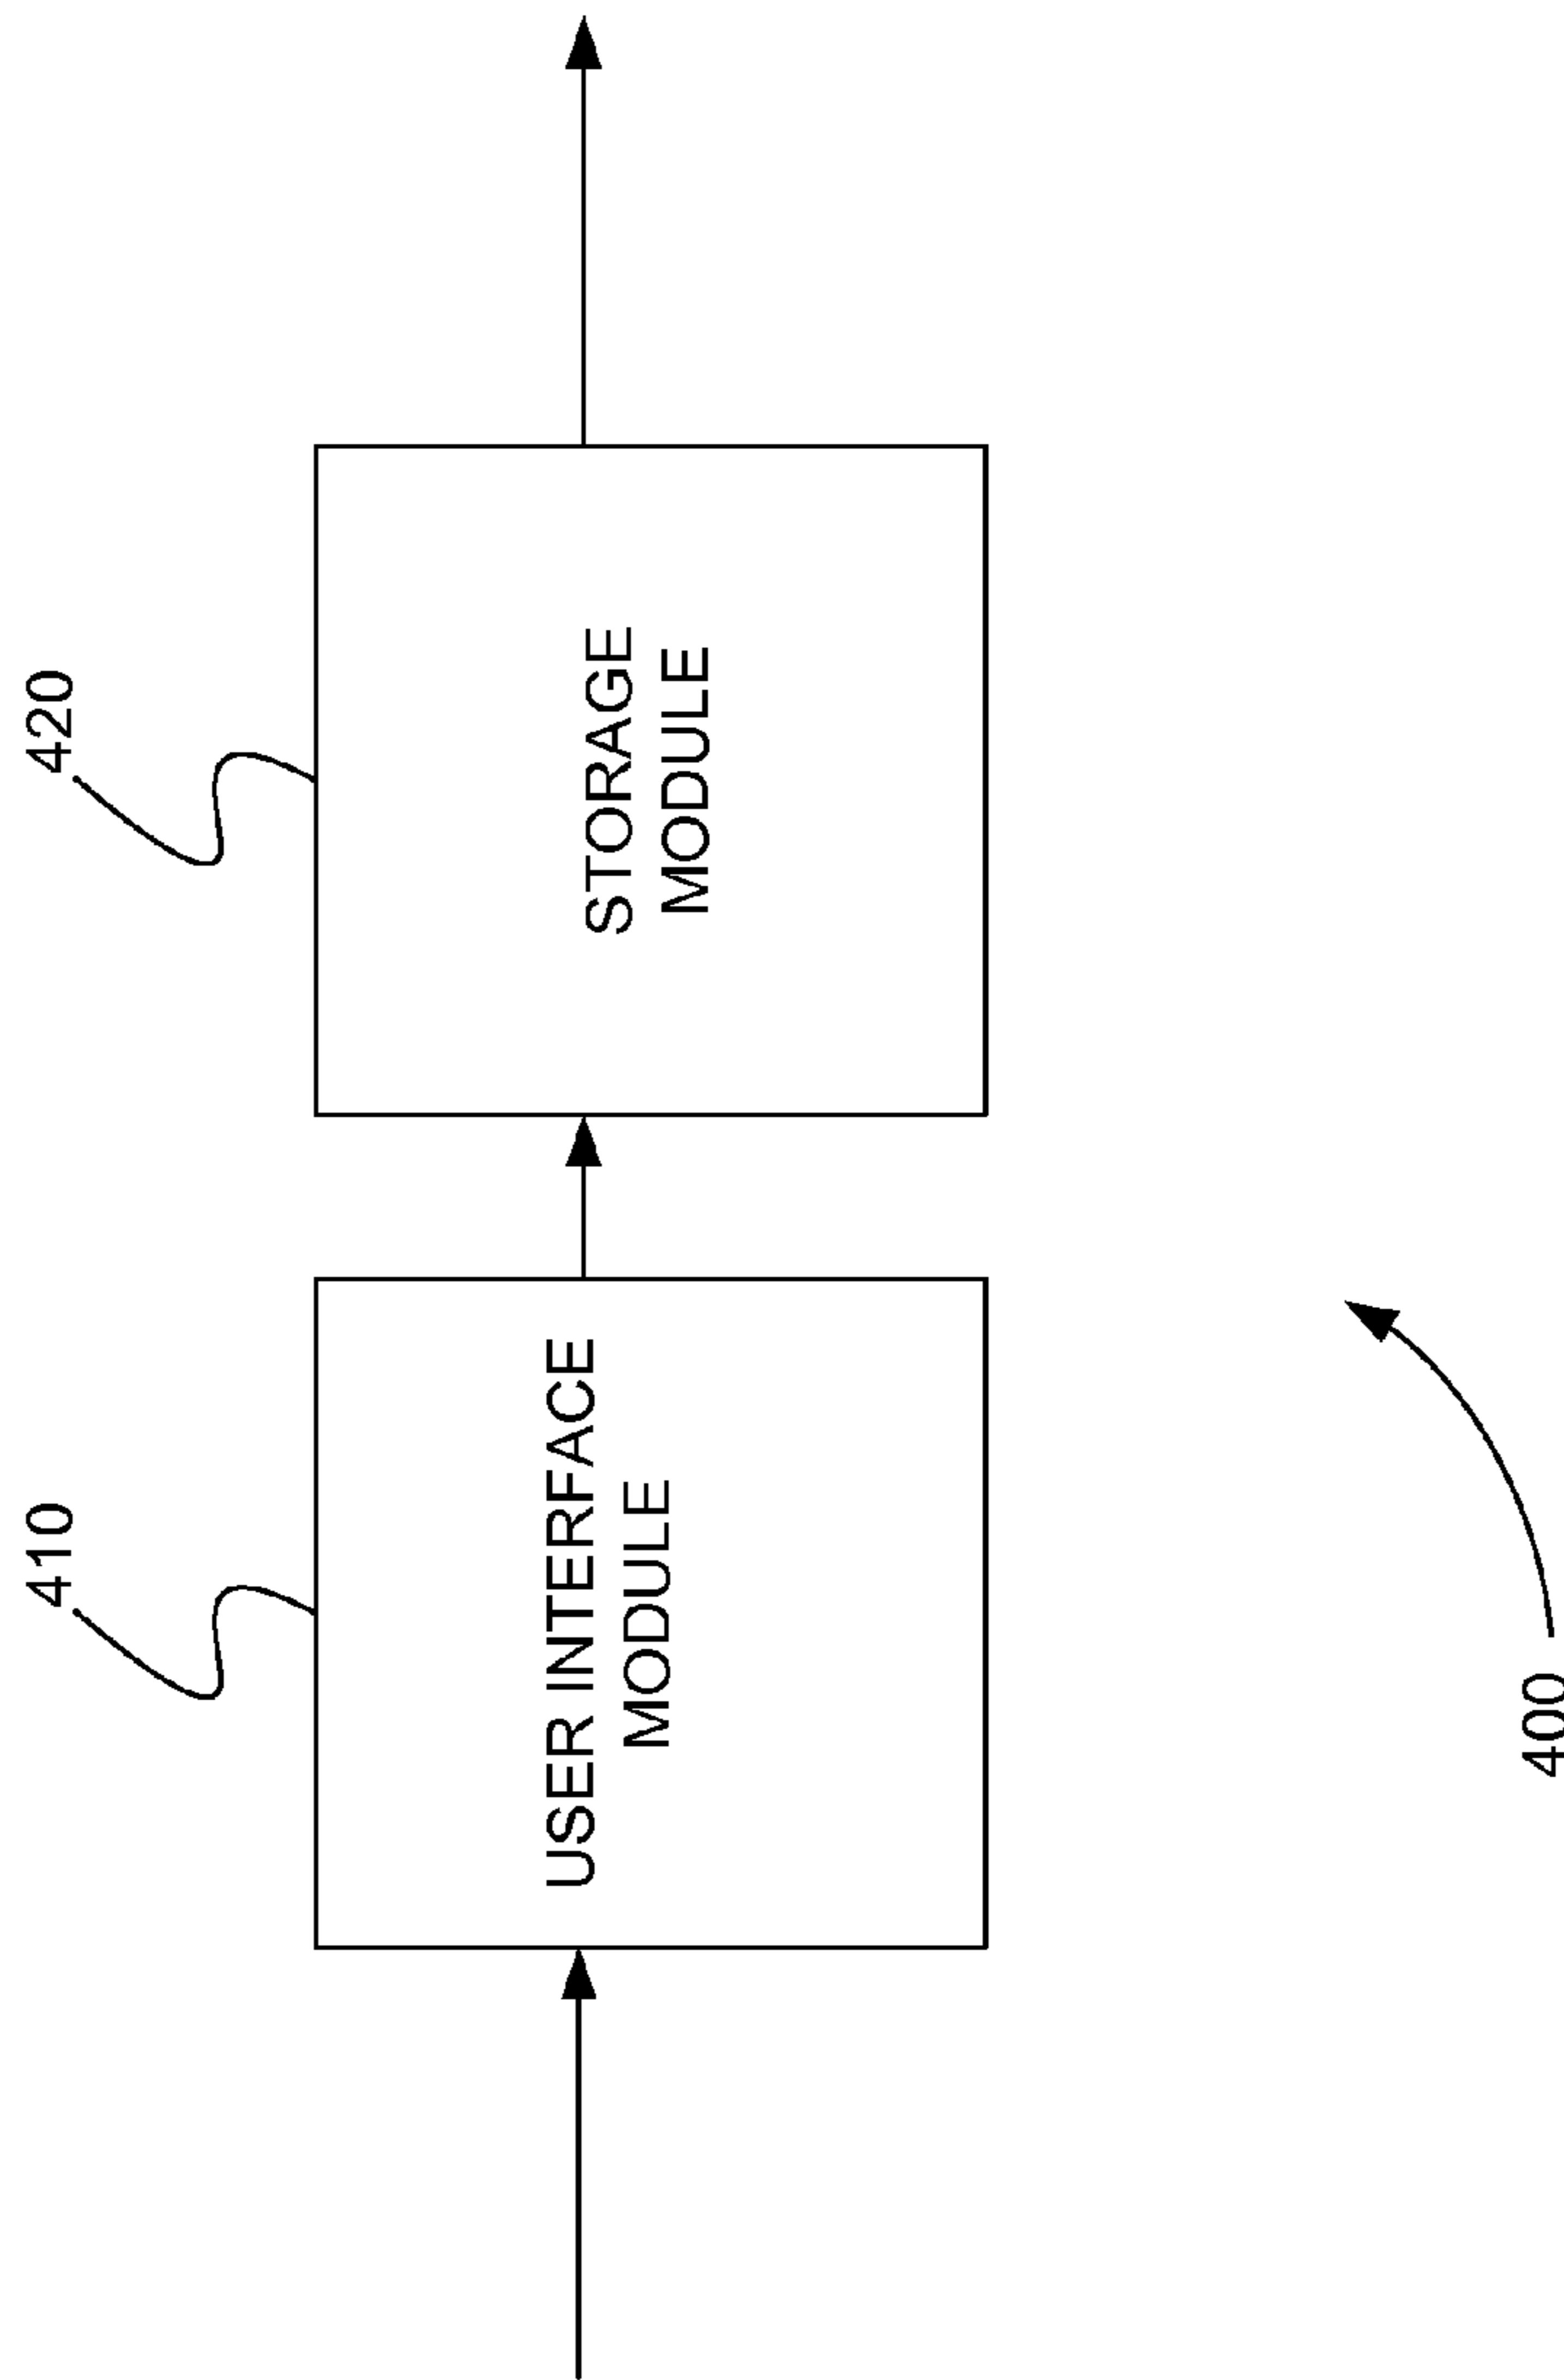 410
420
USER INTERFACE
MODULE
STORAGE
MODULE
400